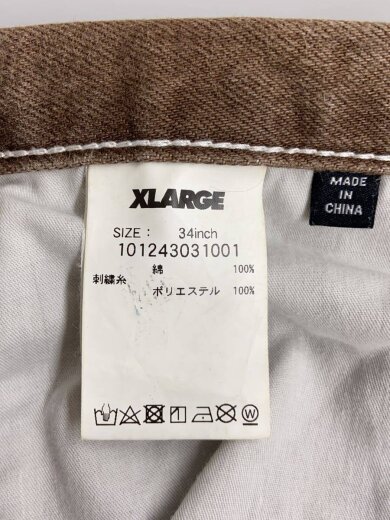 XLARGE
SIZE: 34inch
101243031001
綿 100%
刺繍糸
ポリエステル 100%
W
MADE
IN
CHINA